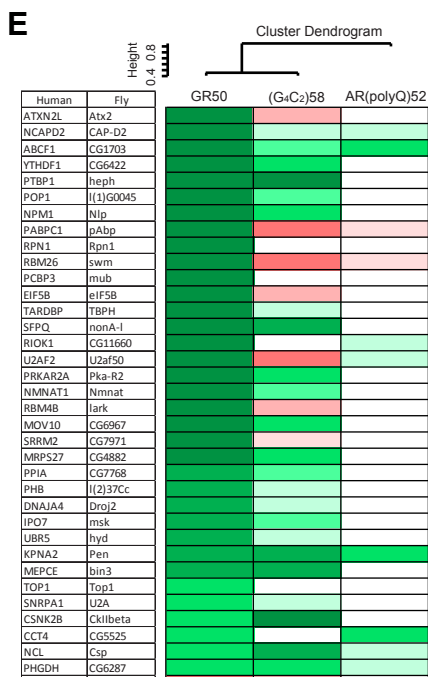 E
Cluster Dendrogram
Height
0.4 0.8
GR50 (G4C2)58 AR(polyQ)52
Human Fly
ATXN2L Atx2
NCAPD2 CAP-D2
ABCF1 CG1703
YTHDF1 CG6422
PTBP1 heph
POP1 l(1)G0045
NPM1 Nlp
PABPC1 pAbp
RPN1 Rpn1
RBM26 swm
PCBP3 mub
EIF5B eIF5B
TARDBP TBPH
SFPQ nonA-l
RIOK1 CG11660
U2AF2 U2af50
PRKAR2A Pka-R2
NMNAT1 Nmnat
RBM4B lark
MOV10 CG6967
SRRM2 CG7971
MRPS27 CG4882
PPIA CG7768
PHB l(2)37Cc
DNAJA4 Droj2
IPO7 msk
UBR5 hyd
KPNA2 Pen
MEPCE bin3
TOP1 Top1
SNRPA1 U2A
CSNK2B CkIIbeta
CCT4 CG5525
NCL Csp
PHGDH CG6287